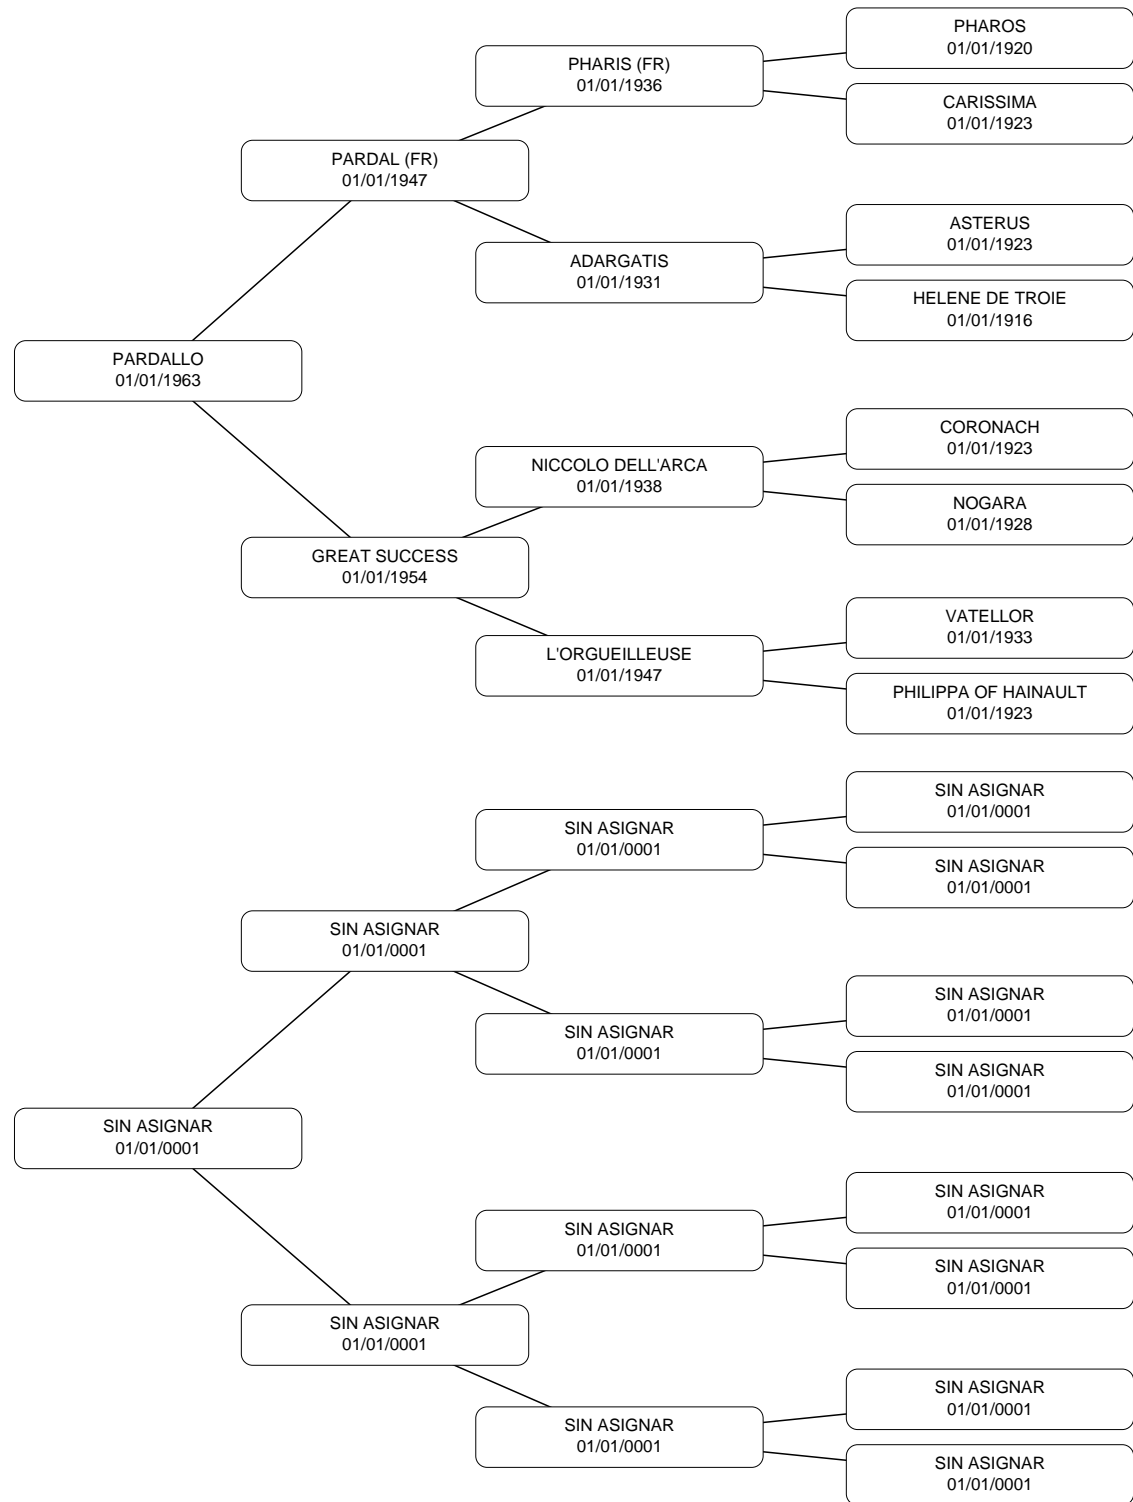 PHAROS
01/01/1920
PHARIS (FR)
01/01/1936
CARISSIMA
01/01/1923
PARDAL (FR)
01/01/1947
ASTERUS
01/01/1923
ADARGATIS
01/01/1931
HELENE DE TROIE
01/01/1916
PARDALLO
01/01/1963
CORONACH
01/01/1923
NICCOLO DELL'ARCA
01/01/1938
NOGARA
01/01/1928
GREAT SUCCESS
01/01/1954
VATELLOR
01/01/1933
L'ORGUEILLEUSE
01/01/1947
PHILIPPA OF HAINAULT
01/01/1923
SIN ASIGNAR
01/01/0001
SIN ASIGNAR
01/01/0001
SIN ASIGNAR
01/01/0001
SIN ASIGNAR
01/01/0001
SIN ASIGNAR
01/01/0001
SIN ASIGNAR
01/01/0001
SIN ASIGNAR
01/01/0001
SIN ASIGNAR
01/01/0001
SIN ASIGNAR
01/01/0001
SIN ASIGNAR
01/01/0001
SIN ASIGNAR
01/01/0001
SIN ASIGNAR
01/01/0001
SIN ASIGNAR
01/01/0001
SIN ASIGNAR
01/01/0001
SIN ASIGNAR
01/01/0001